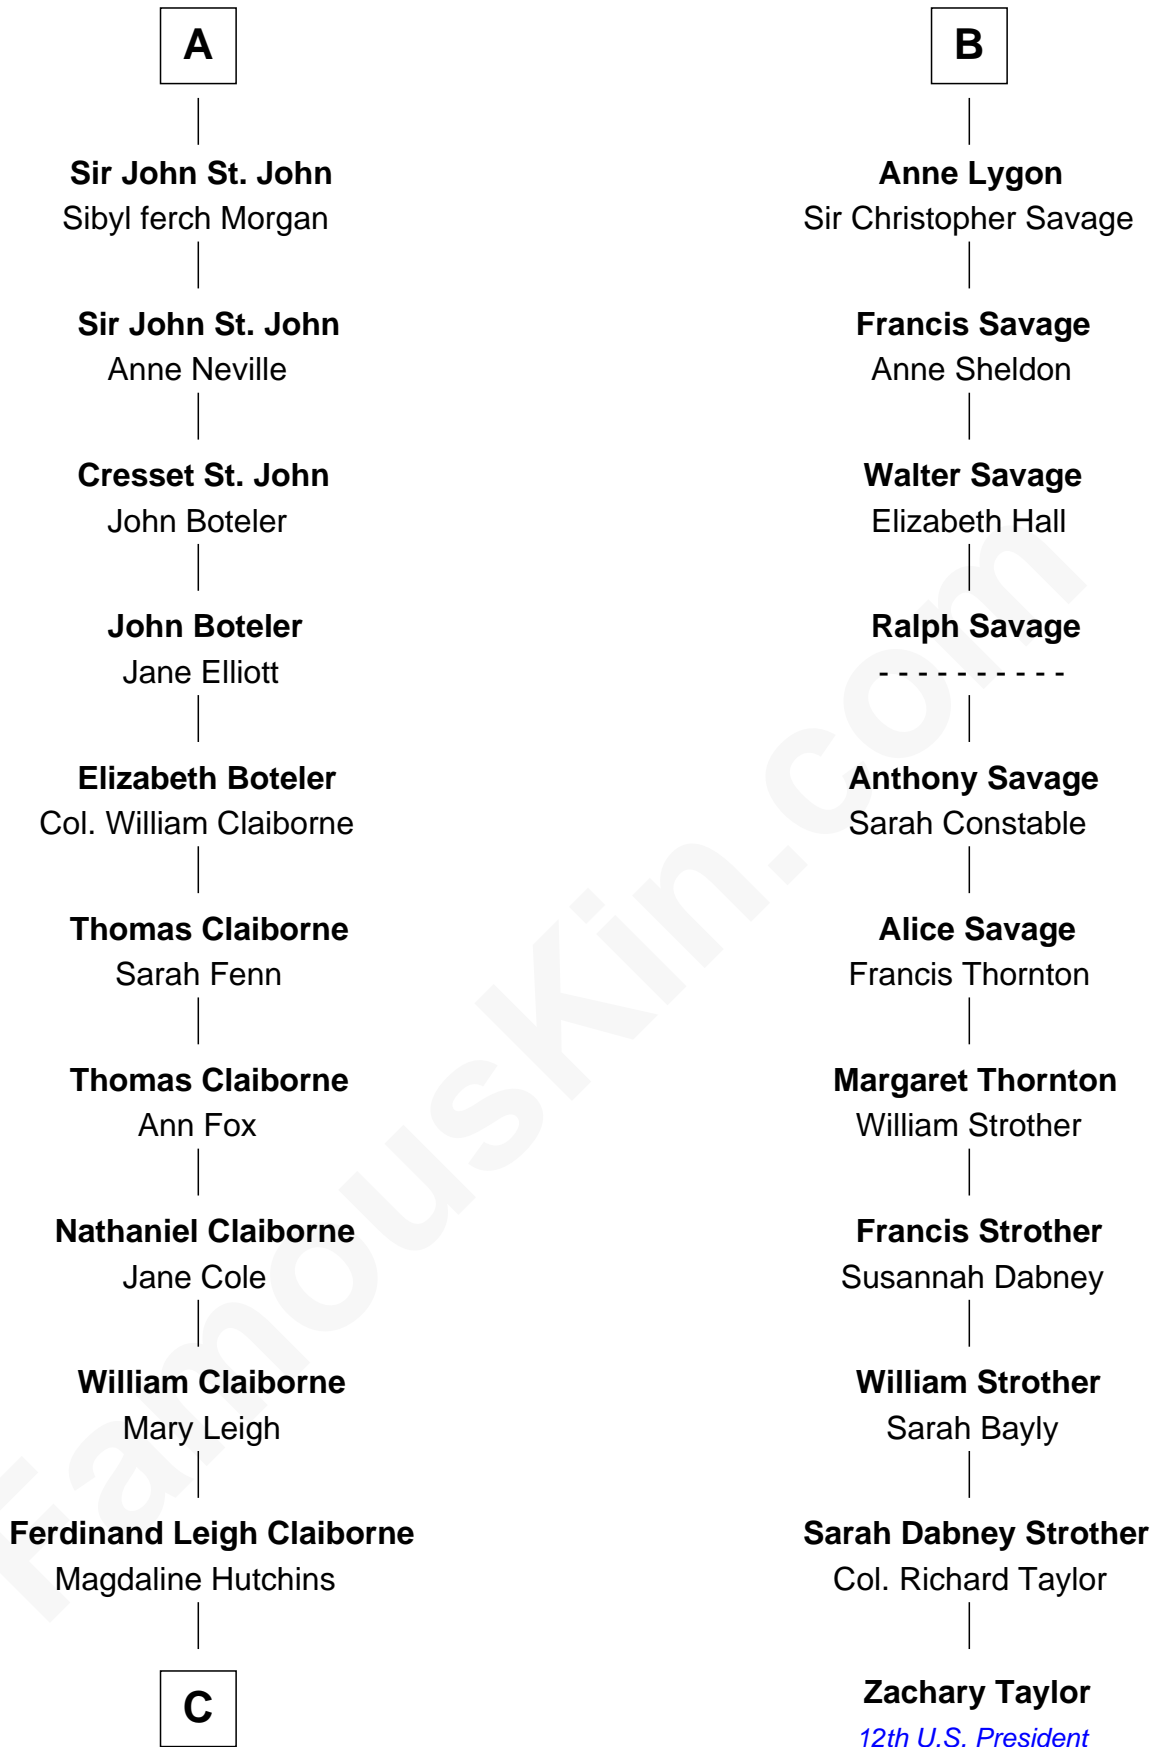 A
Sir John St. John
Sibyl ferch Morgan
Sir John St. John
Anne Neville
Cresset St. John
John Boteler
John Boteler
Jane Elliott
Elizabeth Boteler
Col. William Claiborne
Thomas Claiborne
Sarah Fenn
Thomas Claiborne
Ann Fox
Nathaniel Claiborne
Jane Cole
William Claiborne
Mary Leigh
Ferdinand Leigh Claiborne
Magdaline Hutchins
C
B
Anne Lygon
Sir Christopher Savage
Francis Savage
Anne Sheldon
Walter Savage
Elizabeth Hall
Ralph Savage
- - - - - - - - - -
Anthony Savage
Sarah Constable
Alice Savage
Francis Thornton
Margaret Thornton
William Strother
Francis Strother
Susannah Dabney
William Strother
Sarah Bayly
Sarah Dabney Strother
Col. Richard Taylor
Zachary Taylor
12th U.S. President
FamousKin.com